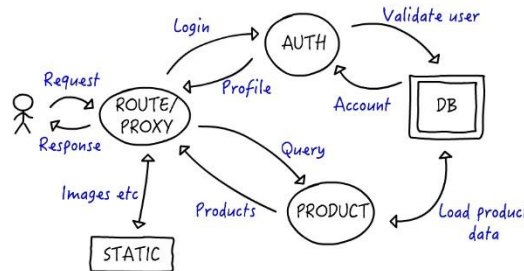 Login
AUTH
Validate user
Request
ROUTE/
PROXY
Profile
Account
DB
Response
Query
Images etc
Products
PRODUCT
Load produc
data
STATIC